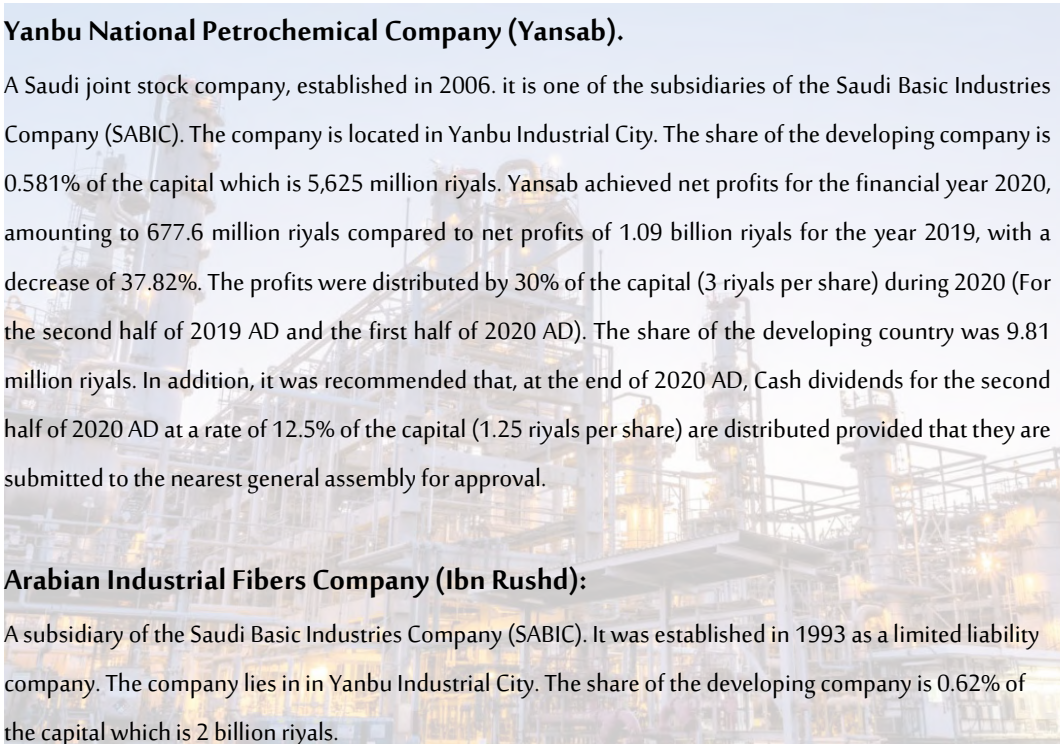 Yanbu National Petrochemical Company (Yansab).
A Saudi joint stock company, established in 2006. it is one of the subsidiaries of the Saudi Basic Industries
Company (SABIC). The company is located in Yanbu Industrial City. The share of the developing company is
0.581% of the capital which is 5,625 million riyals. Yansab achieved net profits for the financial year 2020,
amounting to 677.6 million riyals compared to net profits of 1.09 billion riyals for the year 2019, with a
decrease of 37.82%. The profits were distributed by 30% of the capital (3 riyals per share) during 2020 (For
the second half of 2019 AD and the first half of 2020 AD). The share of the developing country was 9.81
million riyals. In addition, it was recommended that, at the end of 2020 AD, Cash dividends for the second
half of 2020 AD at a rate of 12.5% of the capital (1.25 riyals per share) are distributed provided that they are
submitted to the nearest general assembly for approval.
Arabian Industrial Fibers Company (Ibn Rushd):
A subsidiary of the Saudi Basic Industries Company (SABIC). It was established in 1993 as a limited liability
company. The company lies in in Yanbu Industrial City. The share of the developing company is 0.62% of
the capital which is 2 billion riyals.